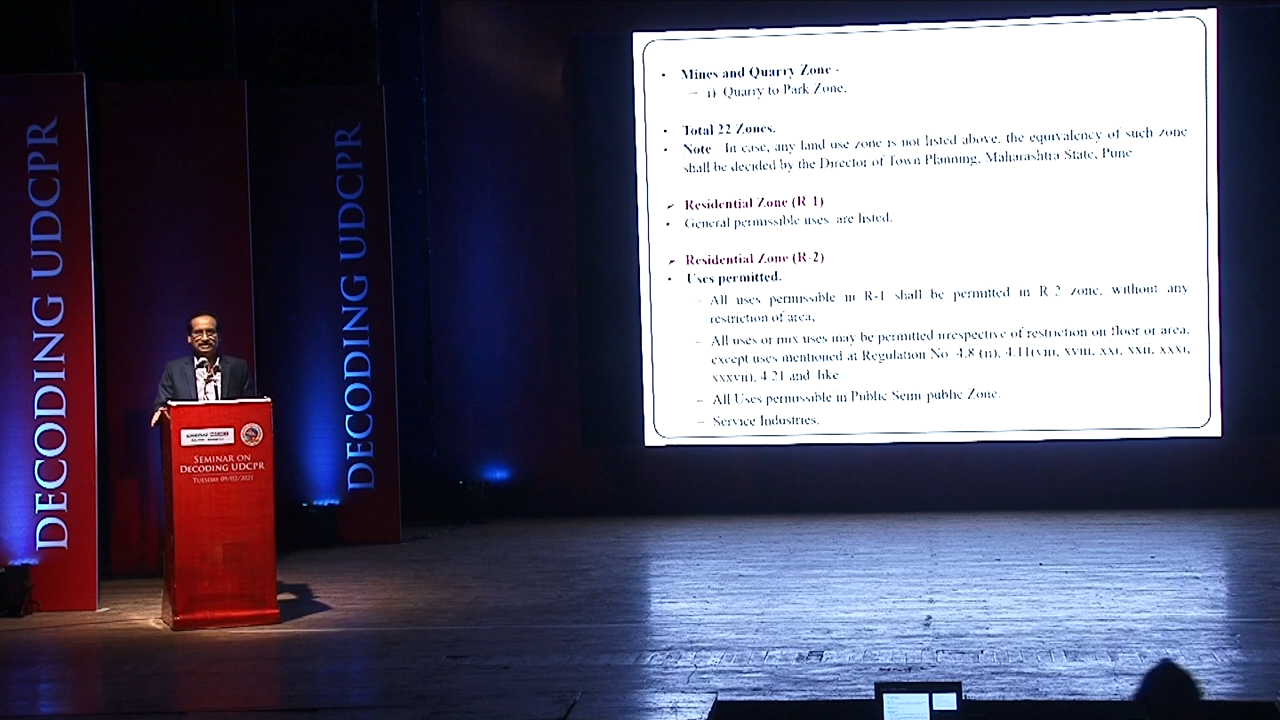 DECODING UDCPR
DECODING UDCPR
SEMINAR ON
DECODING UDCPR
TUESDAY 09/02/2021
• Mines and Quarry Zone -
– i) Quarry to Park Zone.
• Total 22 Zones.
• Note In case, any land use zone is not listed above, the equivalency of such zone
shall be decided by the Director of Town Planning, Maharashtra State, Pune
➢ Residential Zone (R-1)
• General permissible uses are listed.
➢ Residential Zone (R-2)
• Uses permitted.
– All uses permissible in R-1 shall be permitted in R-2 zone, without any
restriction of area,
– All uses or mix uses may be permitted irrespective of restriction on floor or area,
except uses mentioned at Regulation No. 4.8 (ii), 4.11(viii, xviii, xxi, xxii, xxxi,
xxxvii), 4.21 and like
– All Uses permissible in Public Semi-public Zone.
– Service Industries.